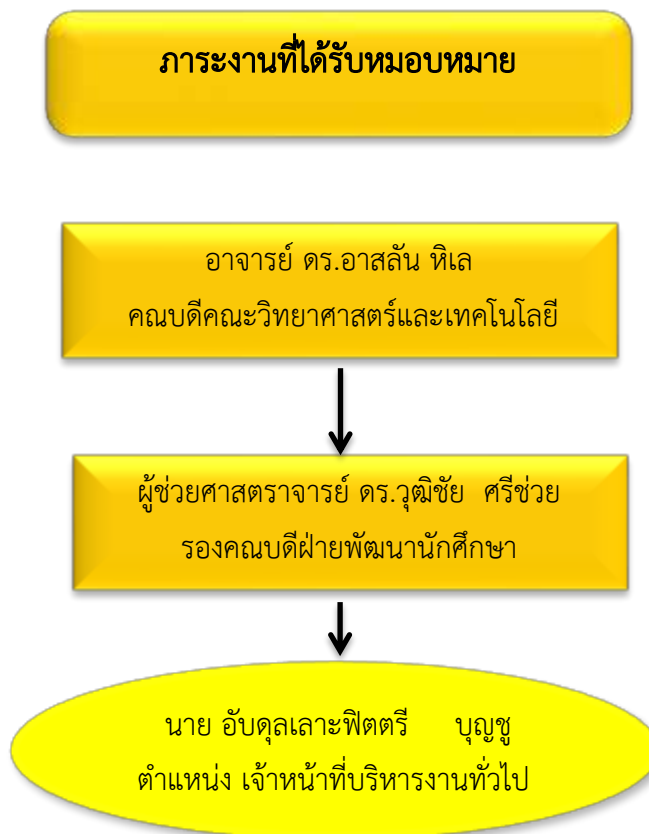 ภาระงานที่ได้รับหมอบหมาย
อาจารย์ ดร.อาสลัน หิเล
คณบดีคณะวิทยาศาสตร์และเทคโนโลยี
ผู้ช่วยศาสตราจารย์ ดร.วุฒิชัย ศรีช่วย
รองคณบดีฝ่ายพัฒนานักศึกษา
นาย อับดุลเลาะฟิตตรี บุญชู
ตำแหน่ง เจ้าหน้าที่บริหารงานทั่วไป